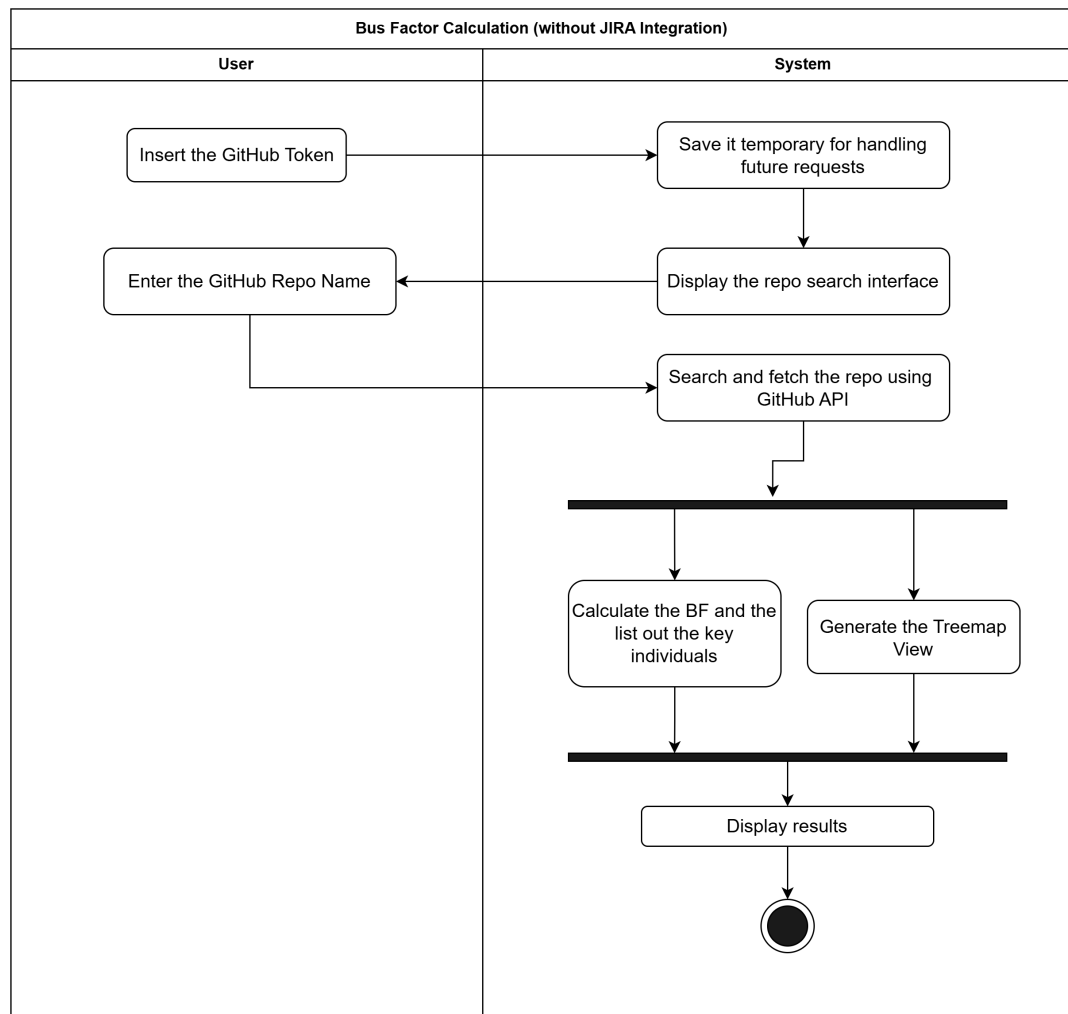 Bus Factor Calculation (without JIRA Integration)
User
System
Insert the GitHub Token
Save it temporary for handling
future requests
Enter the GitHub Repo Name
Display the repo search interface
Search and fetch the repo using
GitHub API
Calculate the BF and the
list out the key
individuals
Generate the Treemap
View
Display results